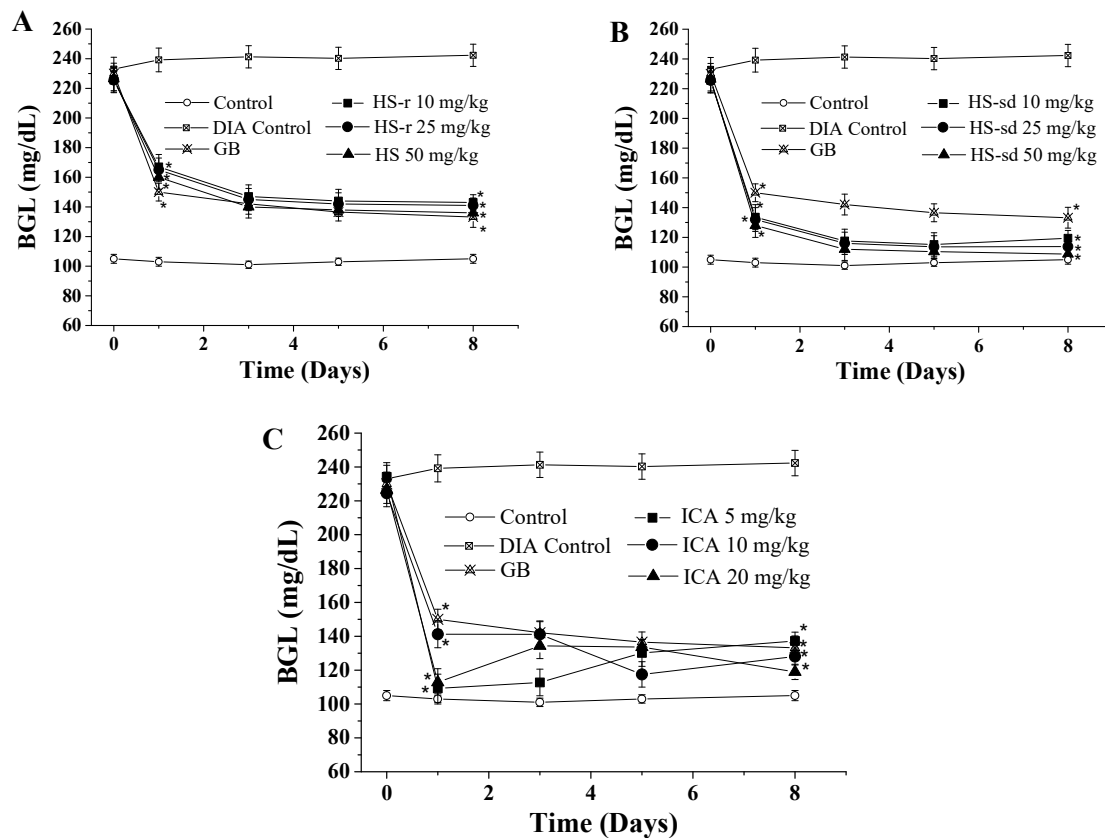 A
260
240
220
200
180
160
140
120
100
80
60
BGL (mg/dL)
Control
DIA Control
GB
HS-r 10 mg/kg
HS-r 25 mg/kg
HS 50 mg/kg
*
*
*
*
*
*
*
*
0 2 4 6 8
Time (Days)
B
260
240
220
200
180
160
140
120
100
80
60
BGL (mg/dL)
Control
DIA Control
GB
HS-sd 10 mg/kg
HS-sd 25 mg/kg
HS-sd 50 mg/kg
*
*
*
*
*
*
*
*
0 2 4 6 8
Time (Days)
C
260
240
220
200
180
160
140
120
100
80
60
BGL (mg/dL)
Control
DIA Control
GB
ICA 5 mg/kg
ICA 10 mg/kg
ICA 20 mg/kg
*
*
*
*
*
*
*
*
0 2 4 6 8
Time (Days)